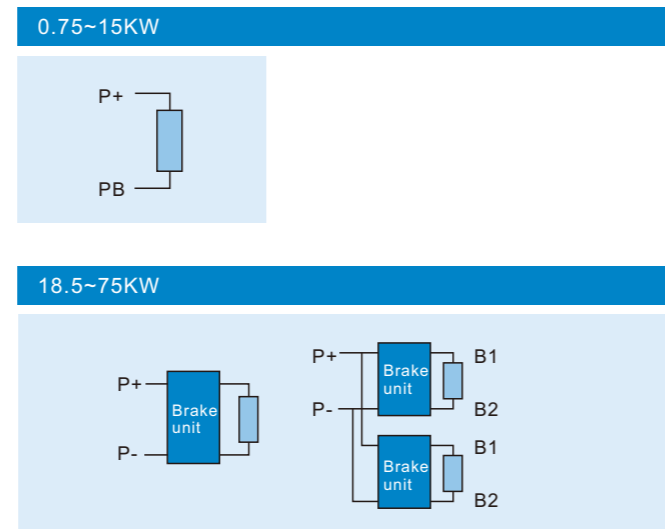 0.75~15KW
P+
PB
18.5~75KW
P+
P-
Brake
unit
P+
P-
Brake
unit
B1
B2
Brake
unit
B1
B2